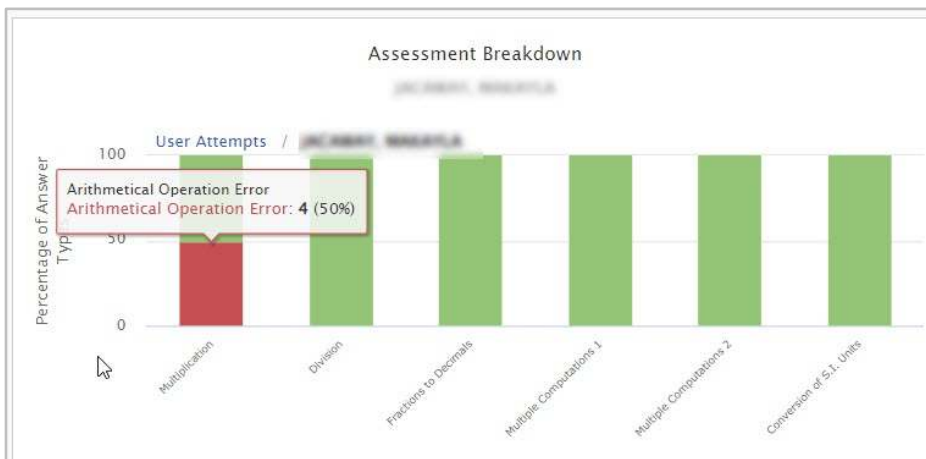 Assessment Breakdown
User Attempts /
Percentage of Answer
100
50
0
Arithmetical Operation Error
Arithmetical Operation Error: 4 (50%)
Multiplication
Division
Fractions to Decimals
Multiple Computations 1
Multiple Computations 2
Conversion of S.I. Units